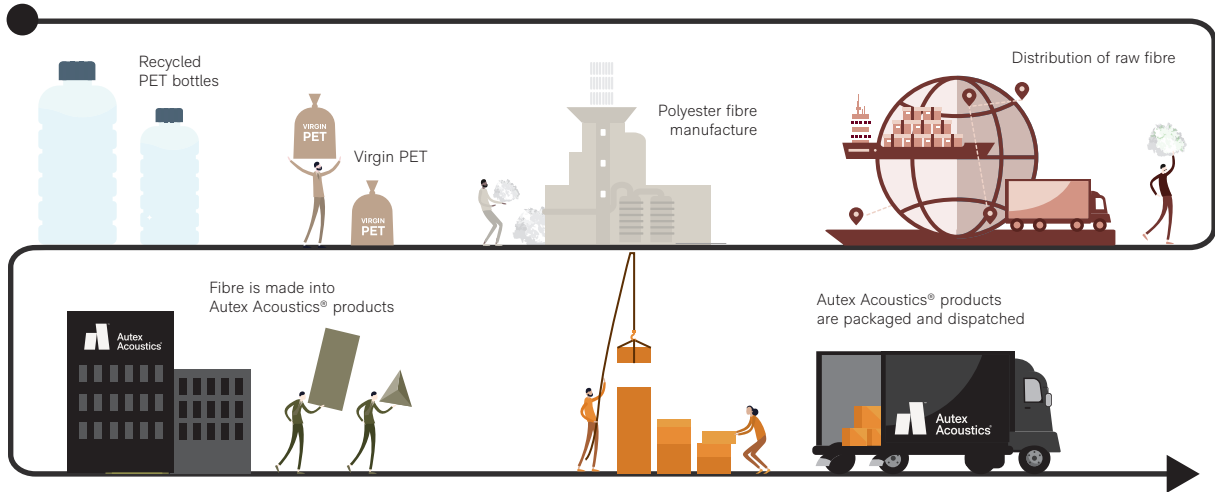 Recycled
PET bottles
VIRGIN
PET
Virgin PET
VIRGIN
PET
Polyester fibre
manufacture
Distribution of raw fibre
Fibre is made into
Autex Acoustics® products
Autex
Acoustics®
Autex Acoustics® products
are packaged and dispatched
Autex
Acoustics®